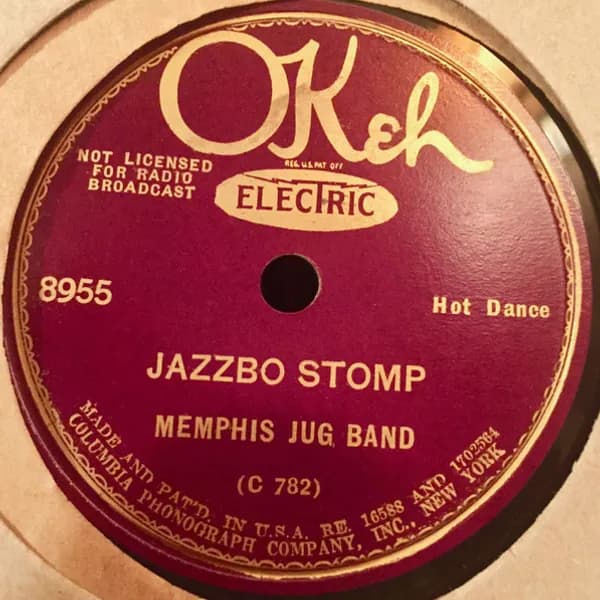 OKeh
REG. U.S. PAT. OFF.
NOT LICENSED
FOR RADIO
BROADCAST
ELECTRIC
8955
Hot Dance
JAZZBO STOMP
MEMPHIS JUG BAND
(C 782)
MADE AND PAT'D. IN U.S.A. RE. 16588 AND 1702564
COLUMBIA PHONOGRAPH COMPANY, INC., NEW YORK